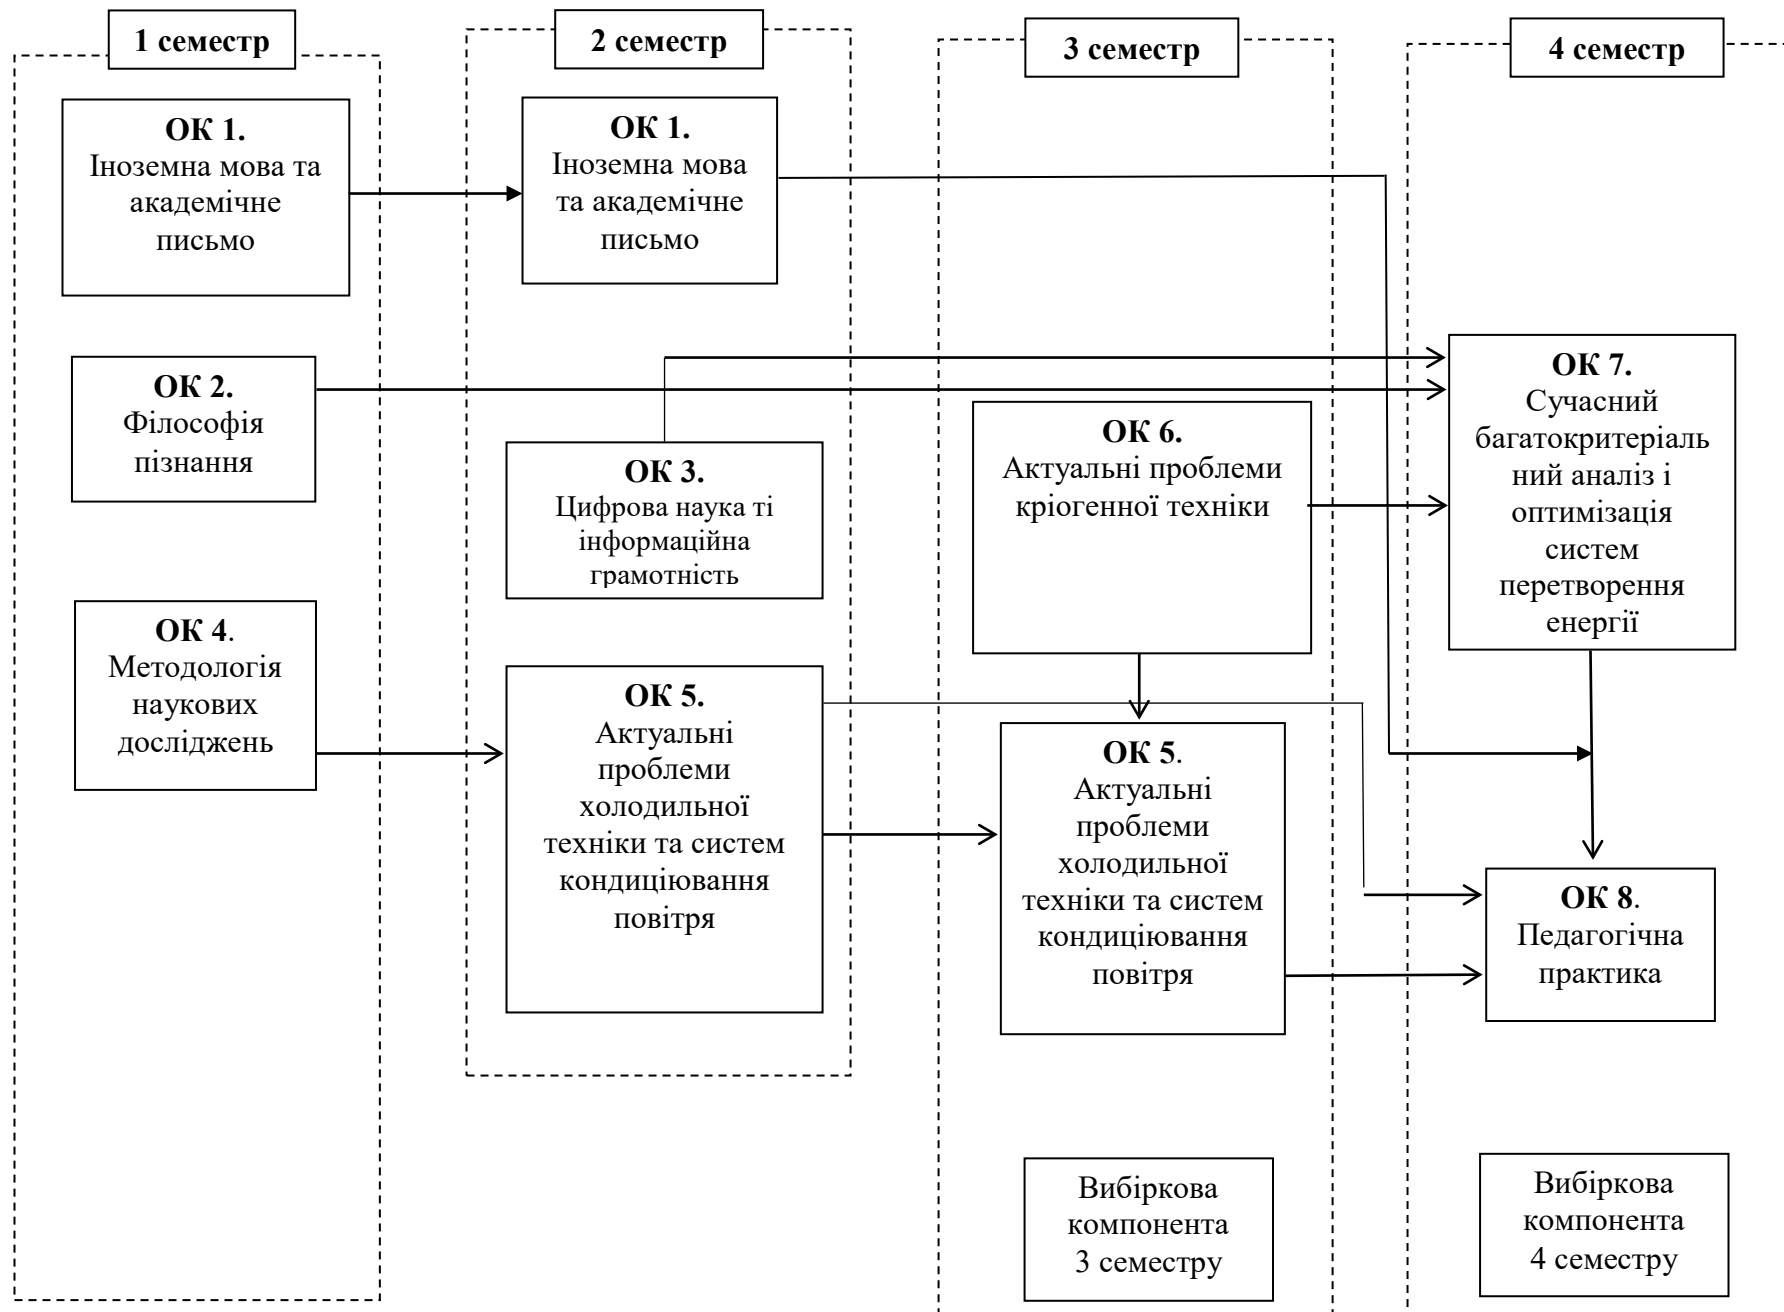 1 семестр
ОК 1.
Іноземна мова та
академічне
письмо
ОК 2.
Філософія
пізнання
ОК 4.
Методологія
наукових
досліджень
2 семестр
ОК 1.
Іноземна мова
та академічне
письмо
ОК 3.
Цифрова наука ті
інформаційна
грамотність
ОК 5.
Актуальні
проблеми
холодильної
техніки та систем
кондиціювання
повітря
3 семестр
ОК 6.
Актуальні проблеми
кріогенної техніки
ОК 5.
Актуальні
проблеми
холодильної
техніки та систем
кондиціювання
повітря
Вибіркова
компонента
3 семестру
4 семестр
ОК 7.
Сучасний
багатокритеріаль
ний аналіз і
оптимізація
систем
перетворення
енергії
ОК 8.
Педагогічна
практика
Вибіркова
компонента
4 семестру